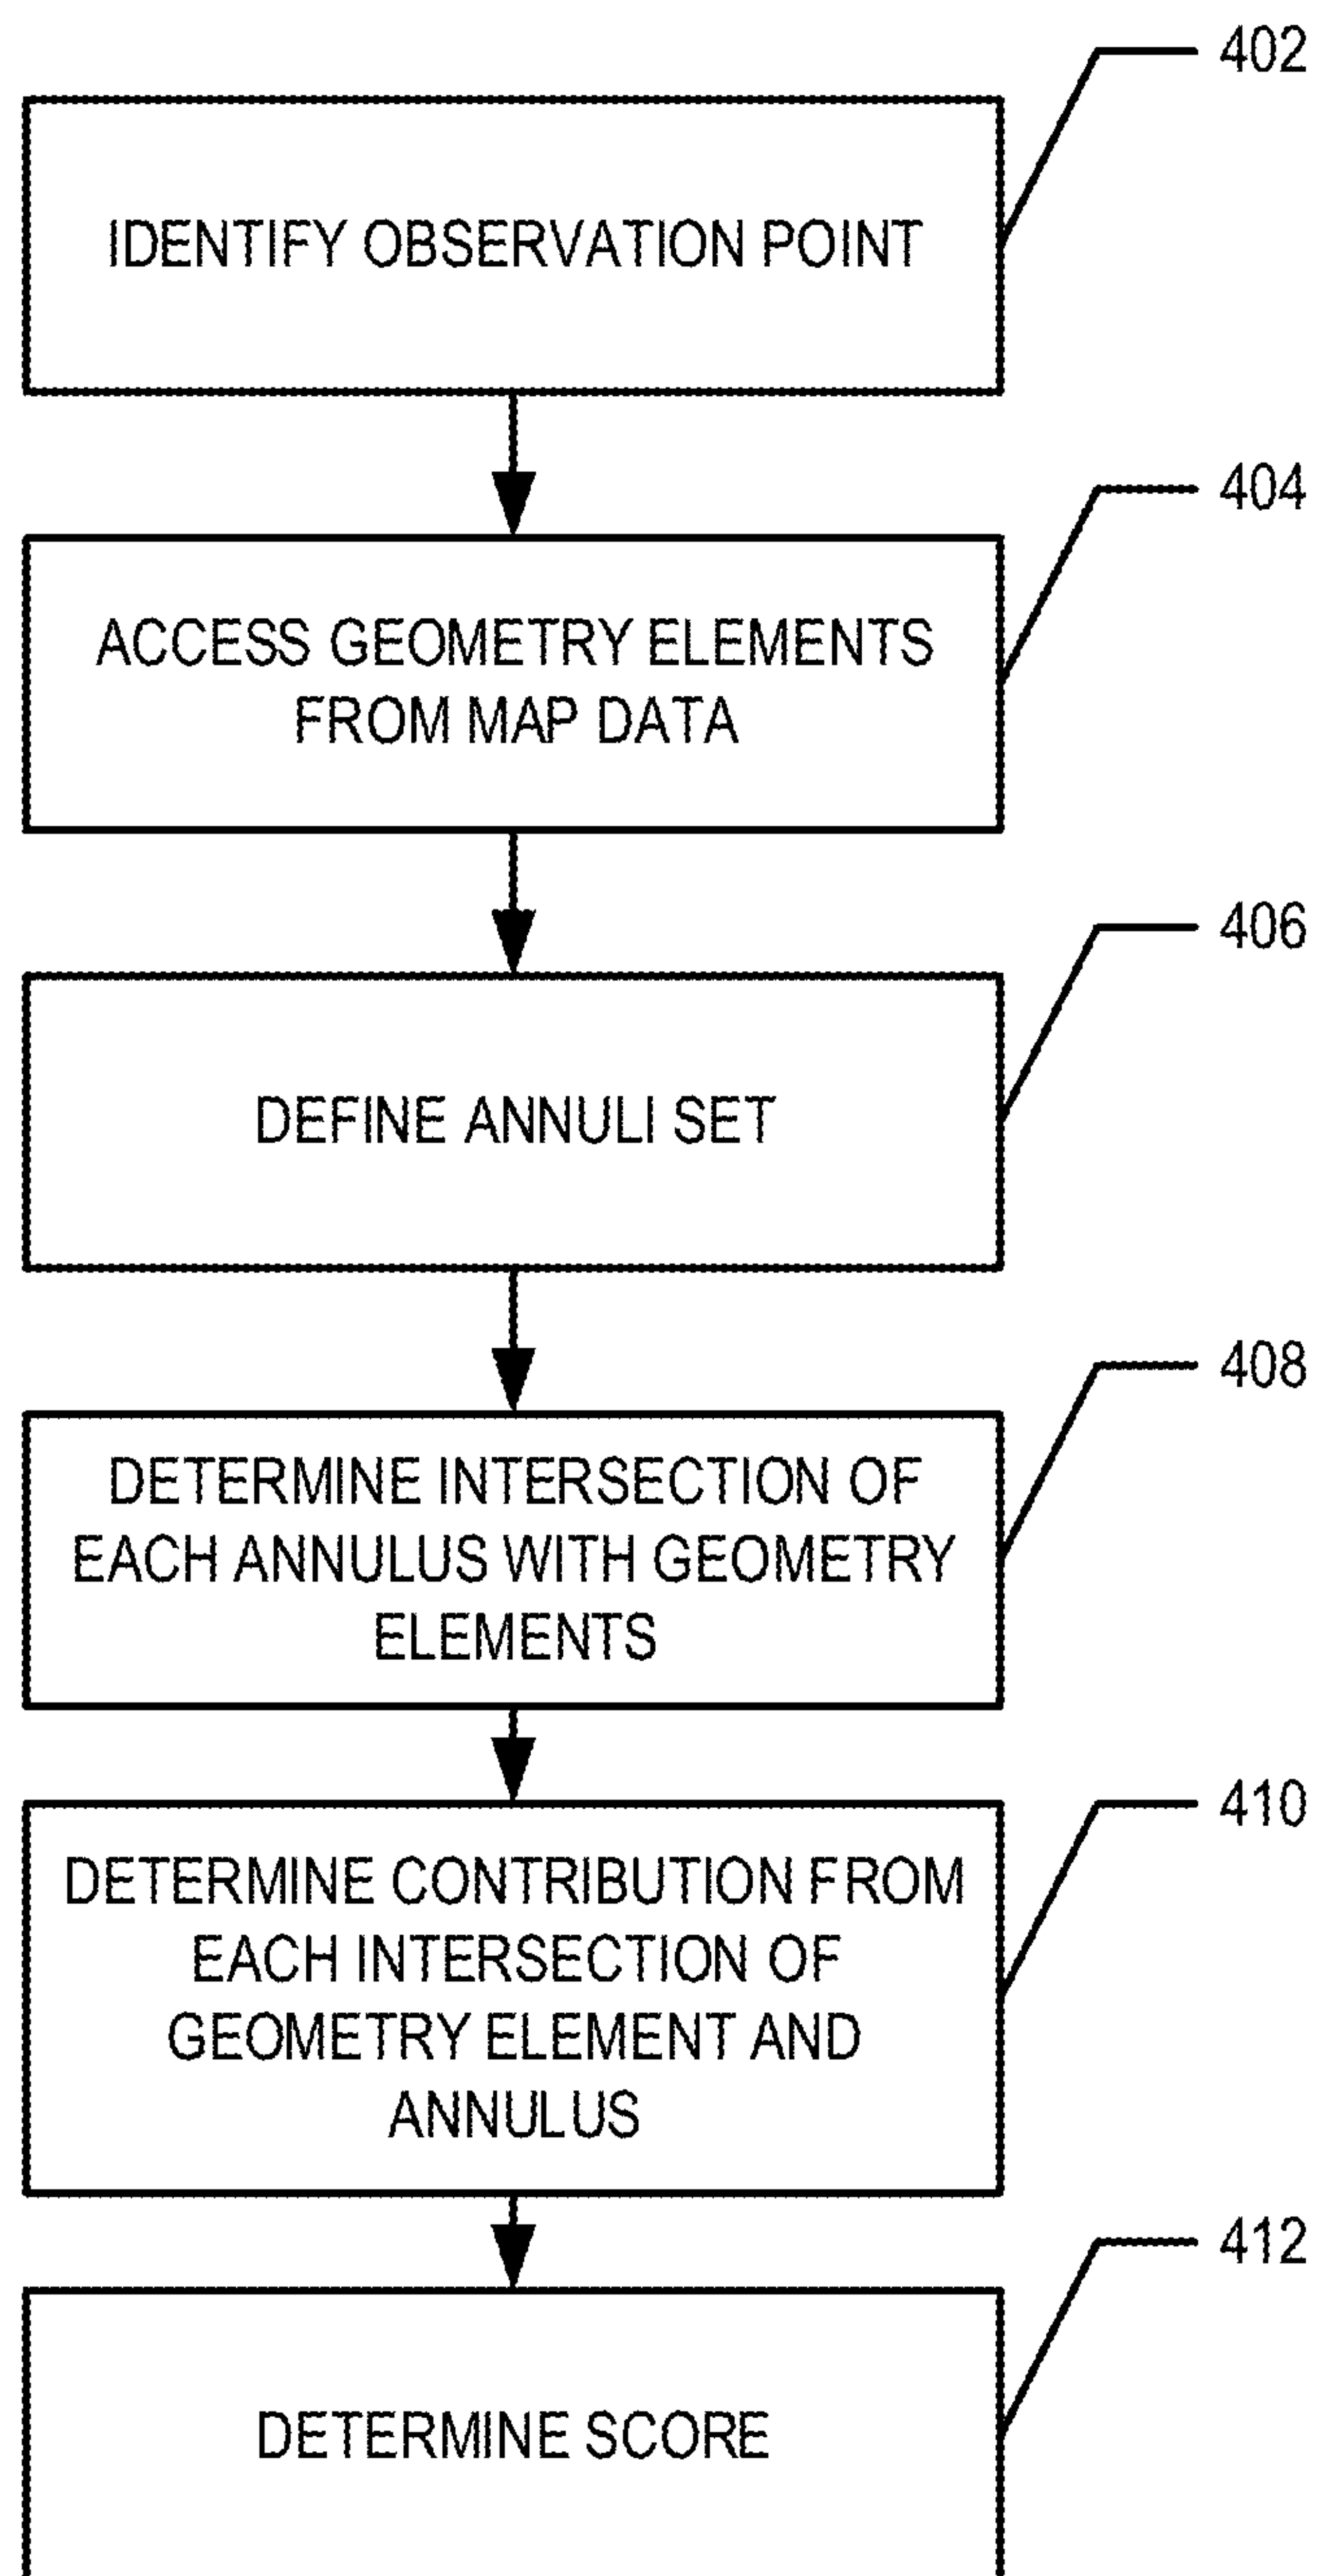 402
IDENTIFY OBSERVATION POINT
404
ACCESS GEOMETRY ELEMENTS
FROM MAP DATA
406
DEFINE ANNULI SET
408
DETERMINE INTERSECTION OF
EACH ANNULUS WITH GEOMETRY
ELEMENTS
410
DETERMINE CONTRIBUTION FROM
EACH INTERSECTION OF
GEOMETRY ELEMENT AND
ANNULUS
412
DETERMINE SCORE